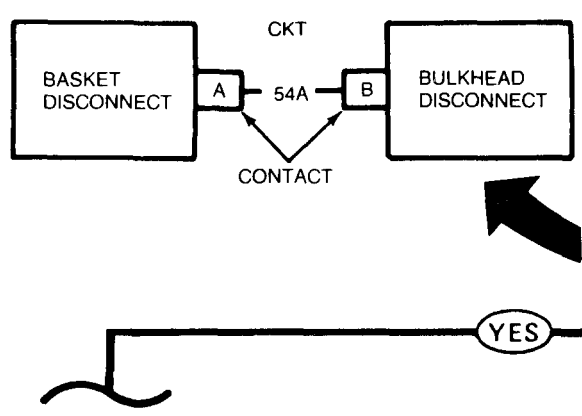 CKT
BASKET
DISCONNECT
A
54A
B
BULKHEAD
DISCONNECT
CONTACT
YES